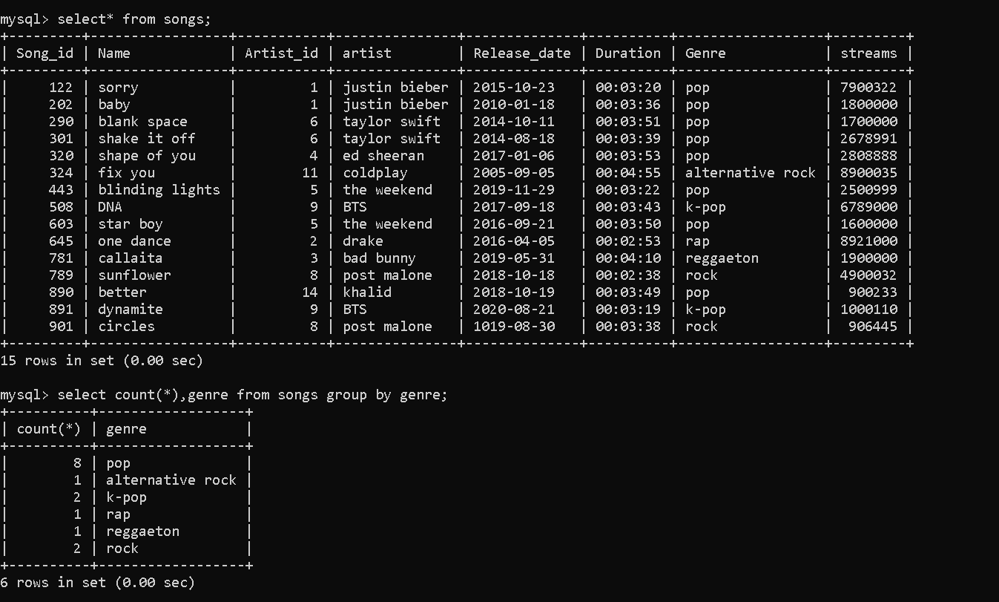 mysql> select* from songs;
+---------+-----------------+-----------+---------------+--------------+----------+------------------+---------+
| Song_id | Name            | Artist_id | artist        | Release_date | Duration | Genre            | streams |
+---------+-----------------+-----------+---------------+--------------+----------+------------------+---------+
|     122 | sorry           |         1 | justin bieber | 2015-10-23   | 00:03:20 | pop              | 7900322 |
|     202 | baby            |         1 | justin bieber | 2010-01-18   | 00:03:36 | pop              | 1800000 |
|     290 | blank space     |         6 | taylor swift  | 2014-10-11   | 00:03:51 | pop              | 1700000 |
|     301 | shake it off    |         6 | taylor swift  | 2014-08-18   | 00:03:39 | pop              | 2678991 |
|     320 | shape of you    |         4 | ed sheeran    | 2017-01-06   | 00:03:53 | pop              | 2808888 |
|     324 | fix you         |        11 | coldplay      | 2005-09-05   | 00:04:55 | alternative rock | 8900035 |
|     443 | blinding lights |         5 | the weekend   | 2019-11-29   | 00:03:22 | pop              | 2500999 |
|     508 | DNA             |         9 | BTS           | 2017-09-18   | 00:03:43 | k-pop            | 6789000 |
|     603 | star boy        |         5 | the weekend   | 2016-09-21   | 00:03:50 | pop              | 1600000 |
|     645 | one dance       |         2 | drake         | 2016-04-05   | 00:02:53 | rap              | 8921000 |
|     781 | callaita        |         3 | bad bunny     | 2019-05-31   | 00:04:10 | reggaeton        | 1900000 |
|     789 | sunflower       |         8 | post malone   | 2018-10-18   | 00:02:38 | rock             | 4900032 |
|     890 | better          |        14 | khalid        | 2018-10-19   | 00:03:49 | pop              |  900233 |
|     891 | dynamite        |         9 | BTS           | 2020-08-21   | 00:03:19 | k-pop            | 1000110 |
|     901 | circles         |         8 | post malone   | 1019-08-30   | 00:03:38 | rock             |  906445 |
+---------+-----------------+-----------+---------------+--------------+----------+------------------+---------+
15 rows in set (0.00 sec)
mysql> select count(*),genre from songs group by genre;
+----------+------------------+
| count(*) | genre            |
+----------+------------------+
|        8 | pop              |
|        1 | alternative rock |
|        2 | k-pop            |
|        1 | rap              |
|        1 | reggaeton        |
|        2 | rock             |
+----------+------------------+
6 rows in set (0.00 sec)